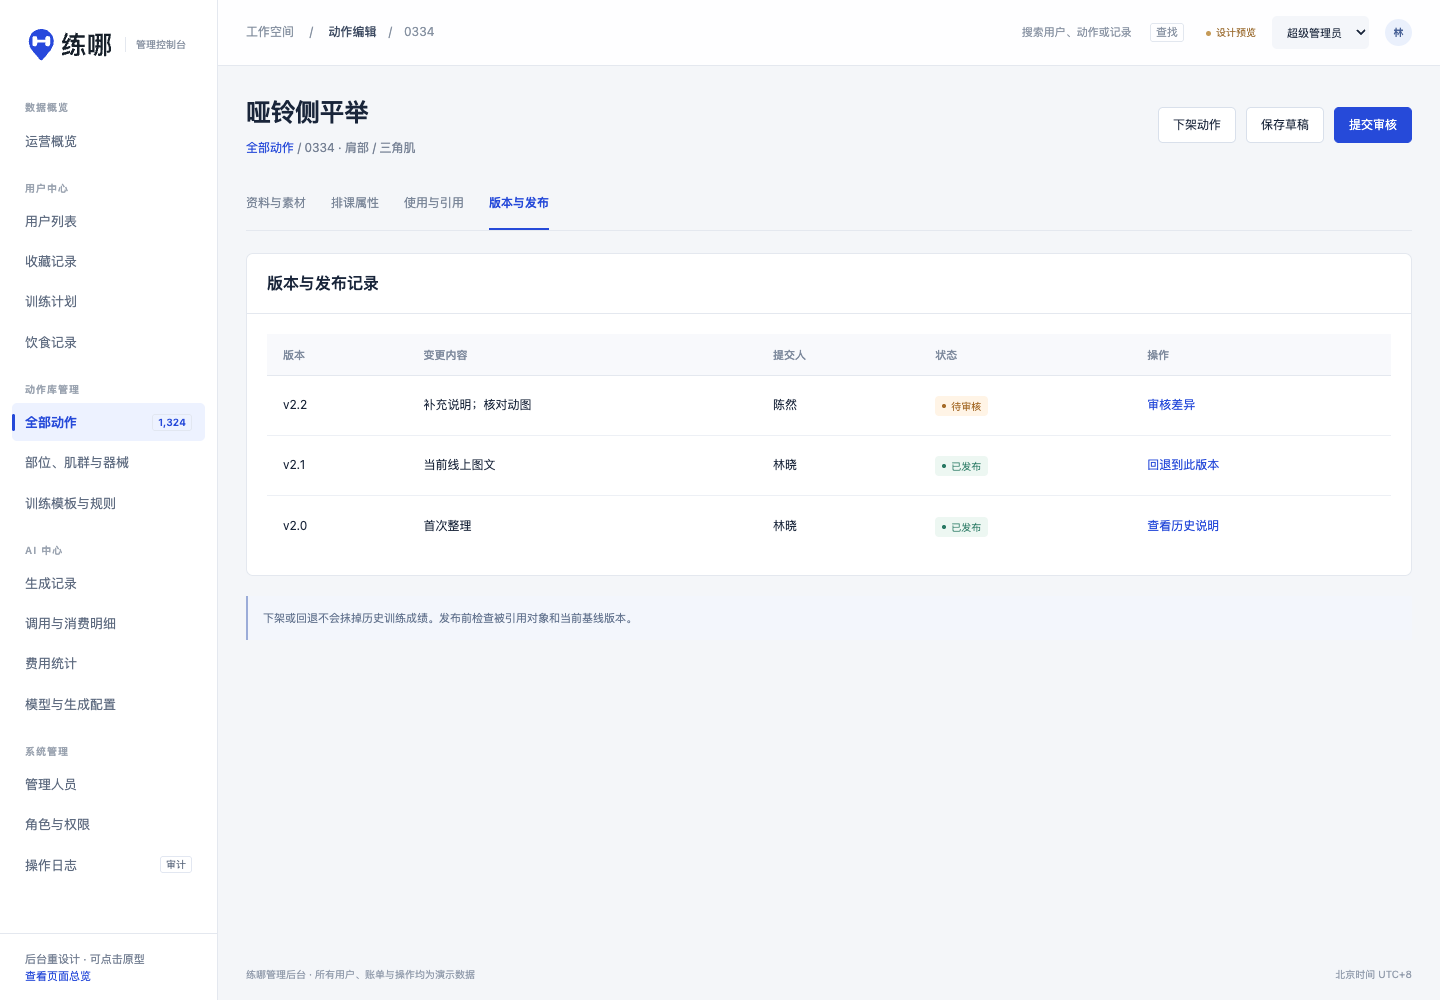 练哪 管理控制台
数据概览
运营概览
用户中心
用户列表
收藏记录
训练计划
饮食记录
动作库管理
全部动作 1,324
部位、肌群与器械
训练模板与规则
AI 中心
生成记录
调用与消费明细
费用统计
模型与生成配置
系统管理
管理人员
角色与权限
操作日志 审计
后台重设计 · 可点击原型
查看页面总览
工作空间 / 动作编辑 / 0334
搜索用户、动作或记录 查找 设计预览 超级管理员 林
哑铃侧平举
全部动作 / 0334 · 肩部 / 三角肌
下架动作 保存草稿 提交审核
资料与素材 排课属性 使用与引用 版本与发布
版本与发布记录
版本 变更内容 提交人 状态 操作
v2.2 补充说明；核对动图 陈然 待审核 审核差异
v2.1 当前线上图文 林晓 已发布 回退到此版本
v2.0 首次整理 林晓 已发布 查看历史说明
下架或回退不会抹掉历史训练成绩。发布前检查被引用对象和当前基线版本。
练哪管理后台 · 所有用户、账单与操作均为演示数据
北京时间 UTC+8